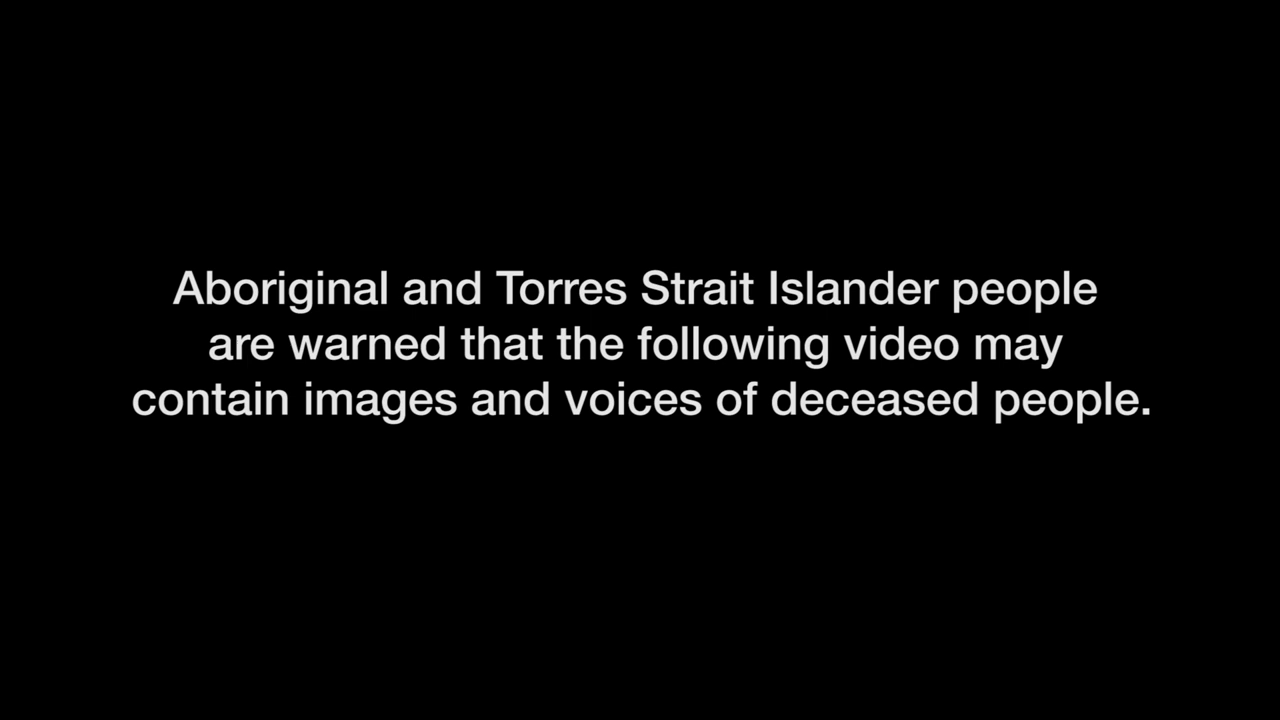 Aboriginal and Torres Strait Islander people
are warned that the following video may
contain images and voices of deceased people.